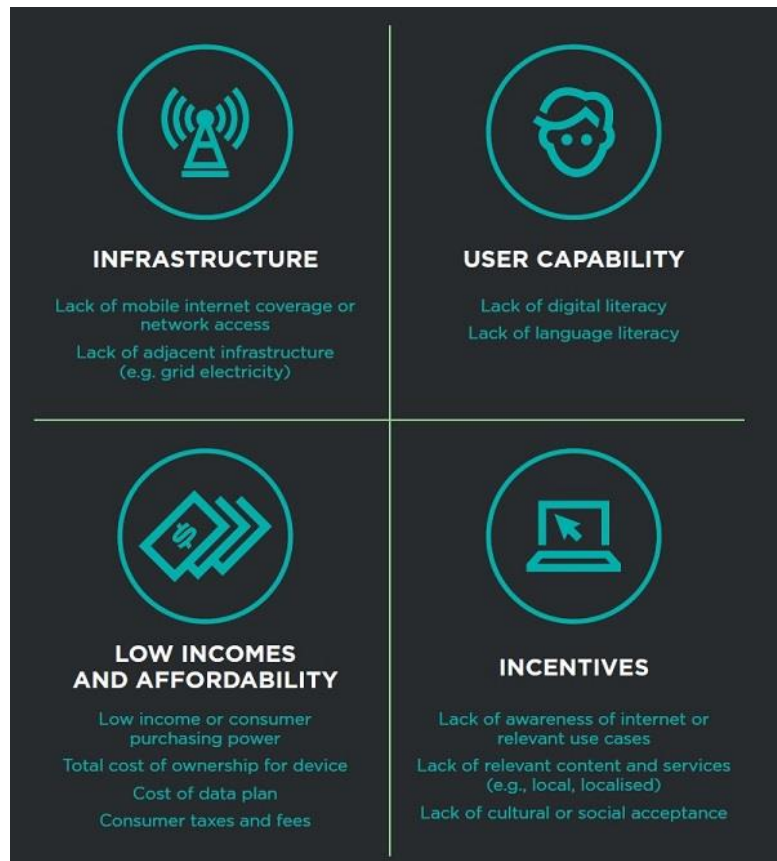 INFRASTRUCTURE
Lack of mobile internet coverage or
network access
Lack of adjacent infrastructure
(e.g. grid electricity)
USER CAPABILITY
Lack of digital literacy
Lack of language literacy
$
LOW INCOMES
AND AFFORDABILITY
Low income or consumer
purchasing power
Total cost of ownership for device
Cost of data plan
Consumer taxes and fees
INCENTIVES
Lack of awareness of internet or
relevant use cases
Lack of relevant content and services
(e.g., local, localised)
Lack of cultural or social acceptance